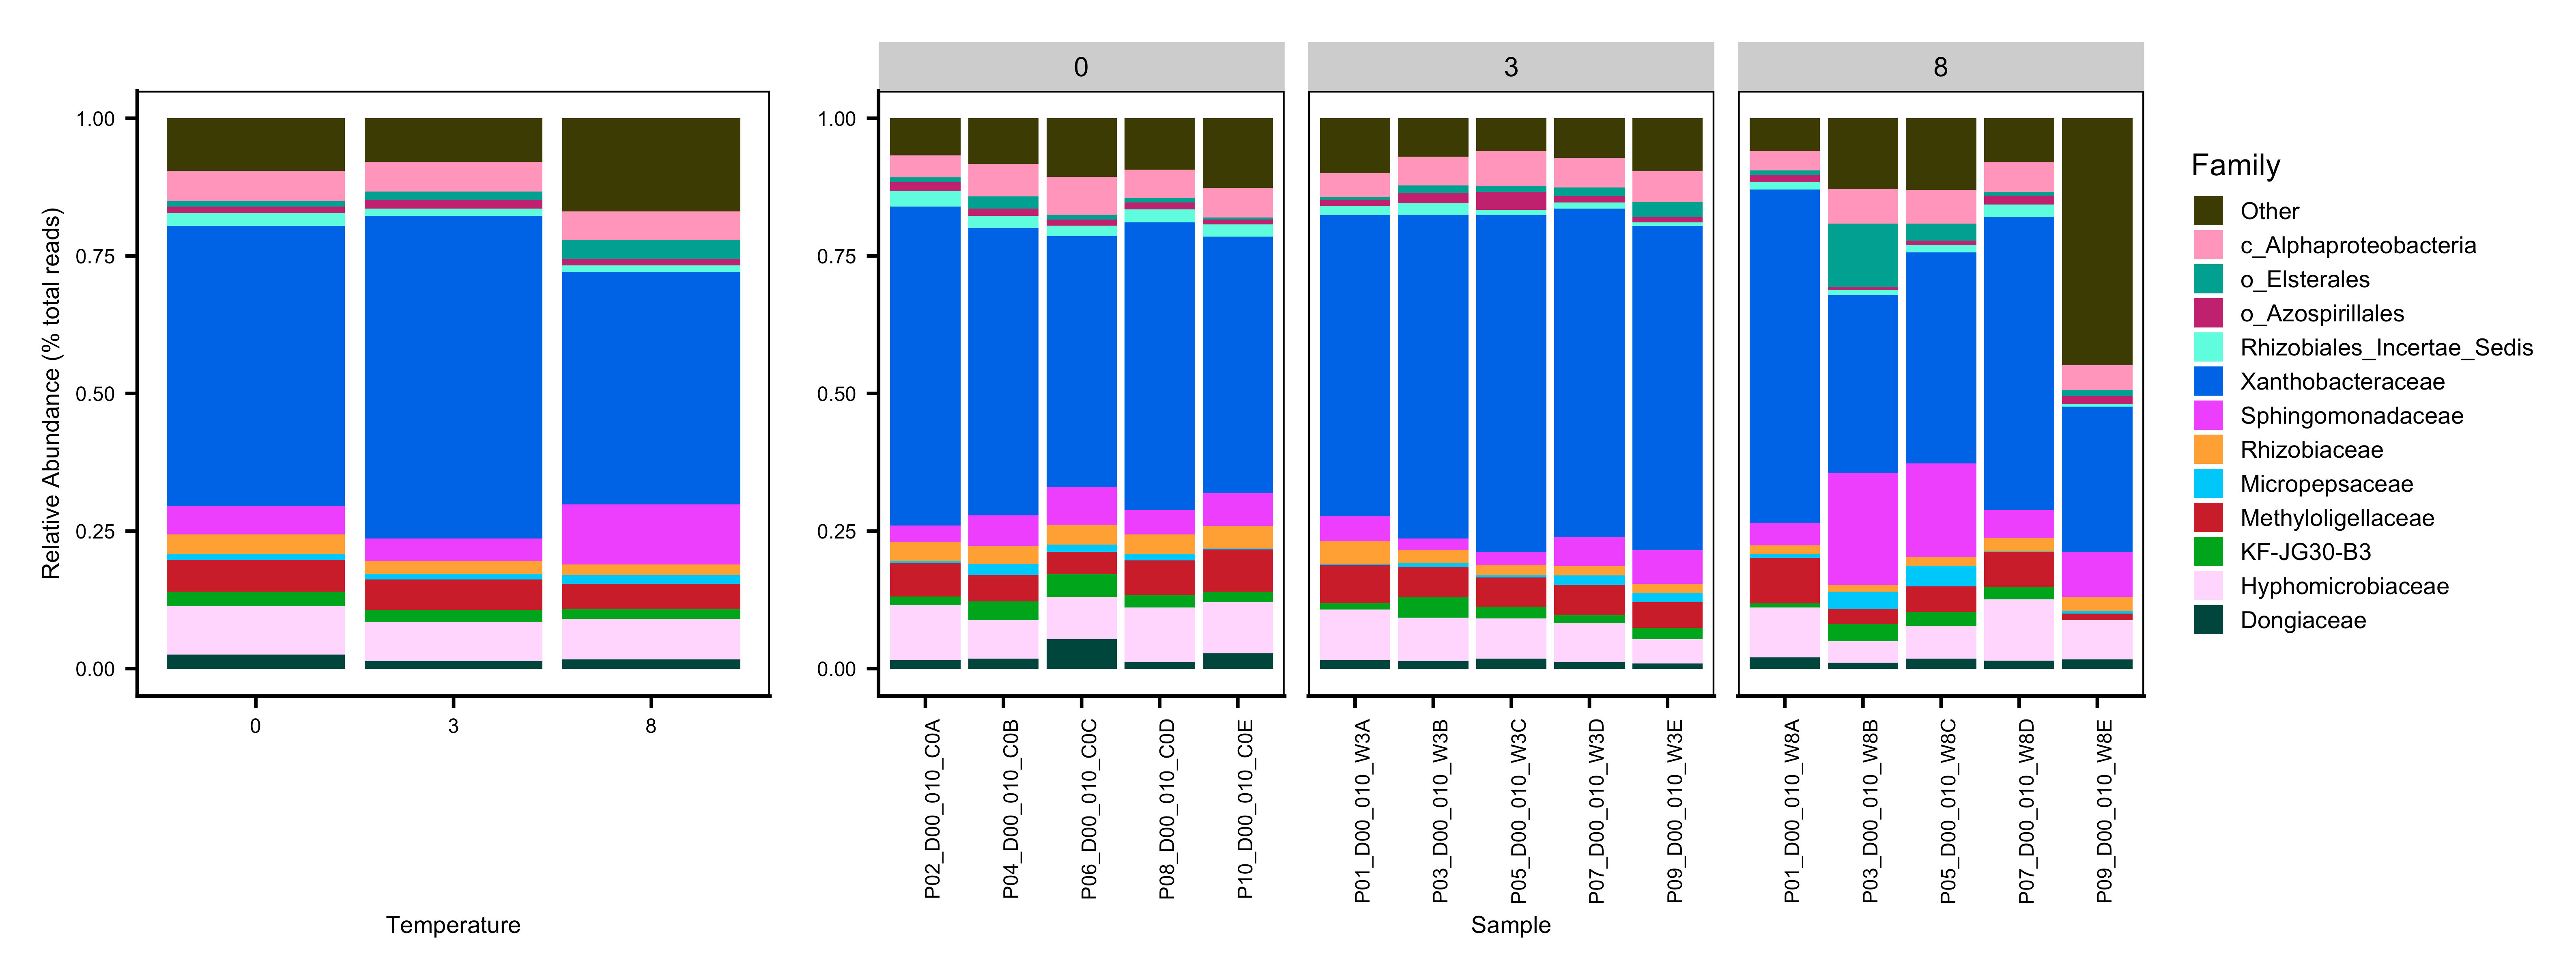 0
3
8
Relative Abundance (% total reads)
1.00
0.75
0.50
0.25
0.00
0
3
8
Temperature
1.00
0.75
0.50
0.25
0.00
P02_D00_010_C0A
P04_D00_010_C0B
P06_D00_010_C0C
P08_D00_010_C0D
P10_D00_010_C0E
P01_D00_010_W3A
P03_D00_010_W3B
P05_D00_010_W3C
P07_D00_010_W3D
P09_D00_010_W3E
P01_D00_010_W8A
P03_D00_010_W8B
P05_D00_010_W8C
P07_D00_010_W8D
P09_D00_010_W8E
Sample
Family
Other
c_Alphaproteobacteria
o_Elsterales
o_Azospirillales
Rhizobiales_Incertae_Sedis
Xanthobacteraceae
Sphingomonadaceae
Rhizobiaceae
Micropepsaceae
Methyloligellaceae
KF-JG30-B3
Hyphomicrobiaceae
Dongiaceae